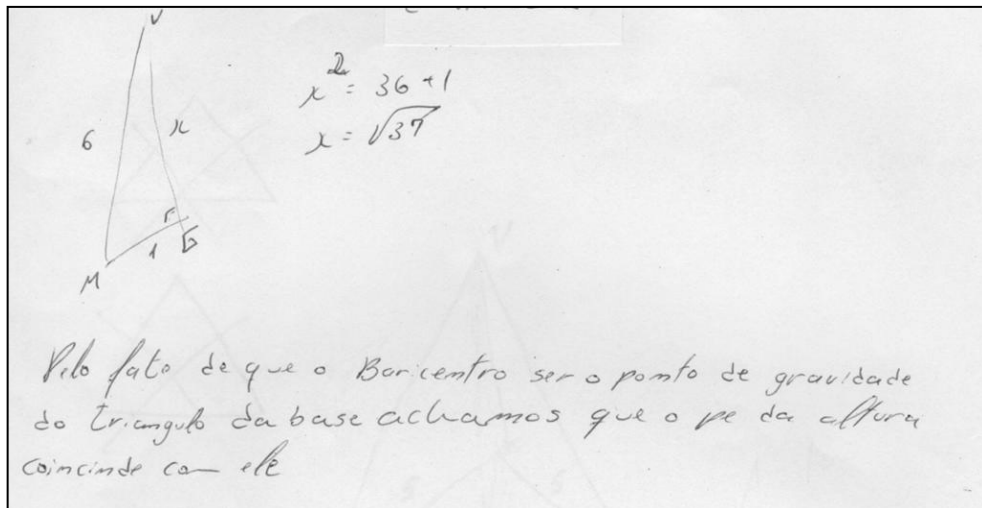 V
x² = 36 + 1
6
x
x = √37
1
G
M
Pelo fato de que o Baricentro ser o ponto de gravidade
do triangulo da base achamos que o pe da altura
coincinde com ele